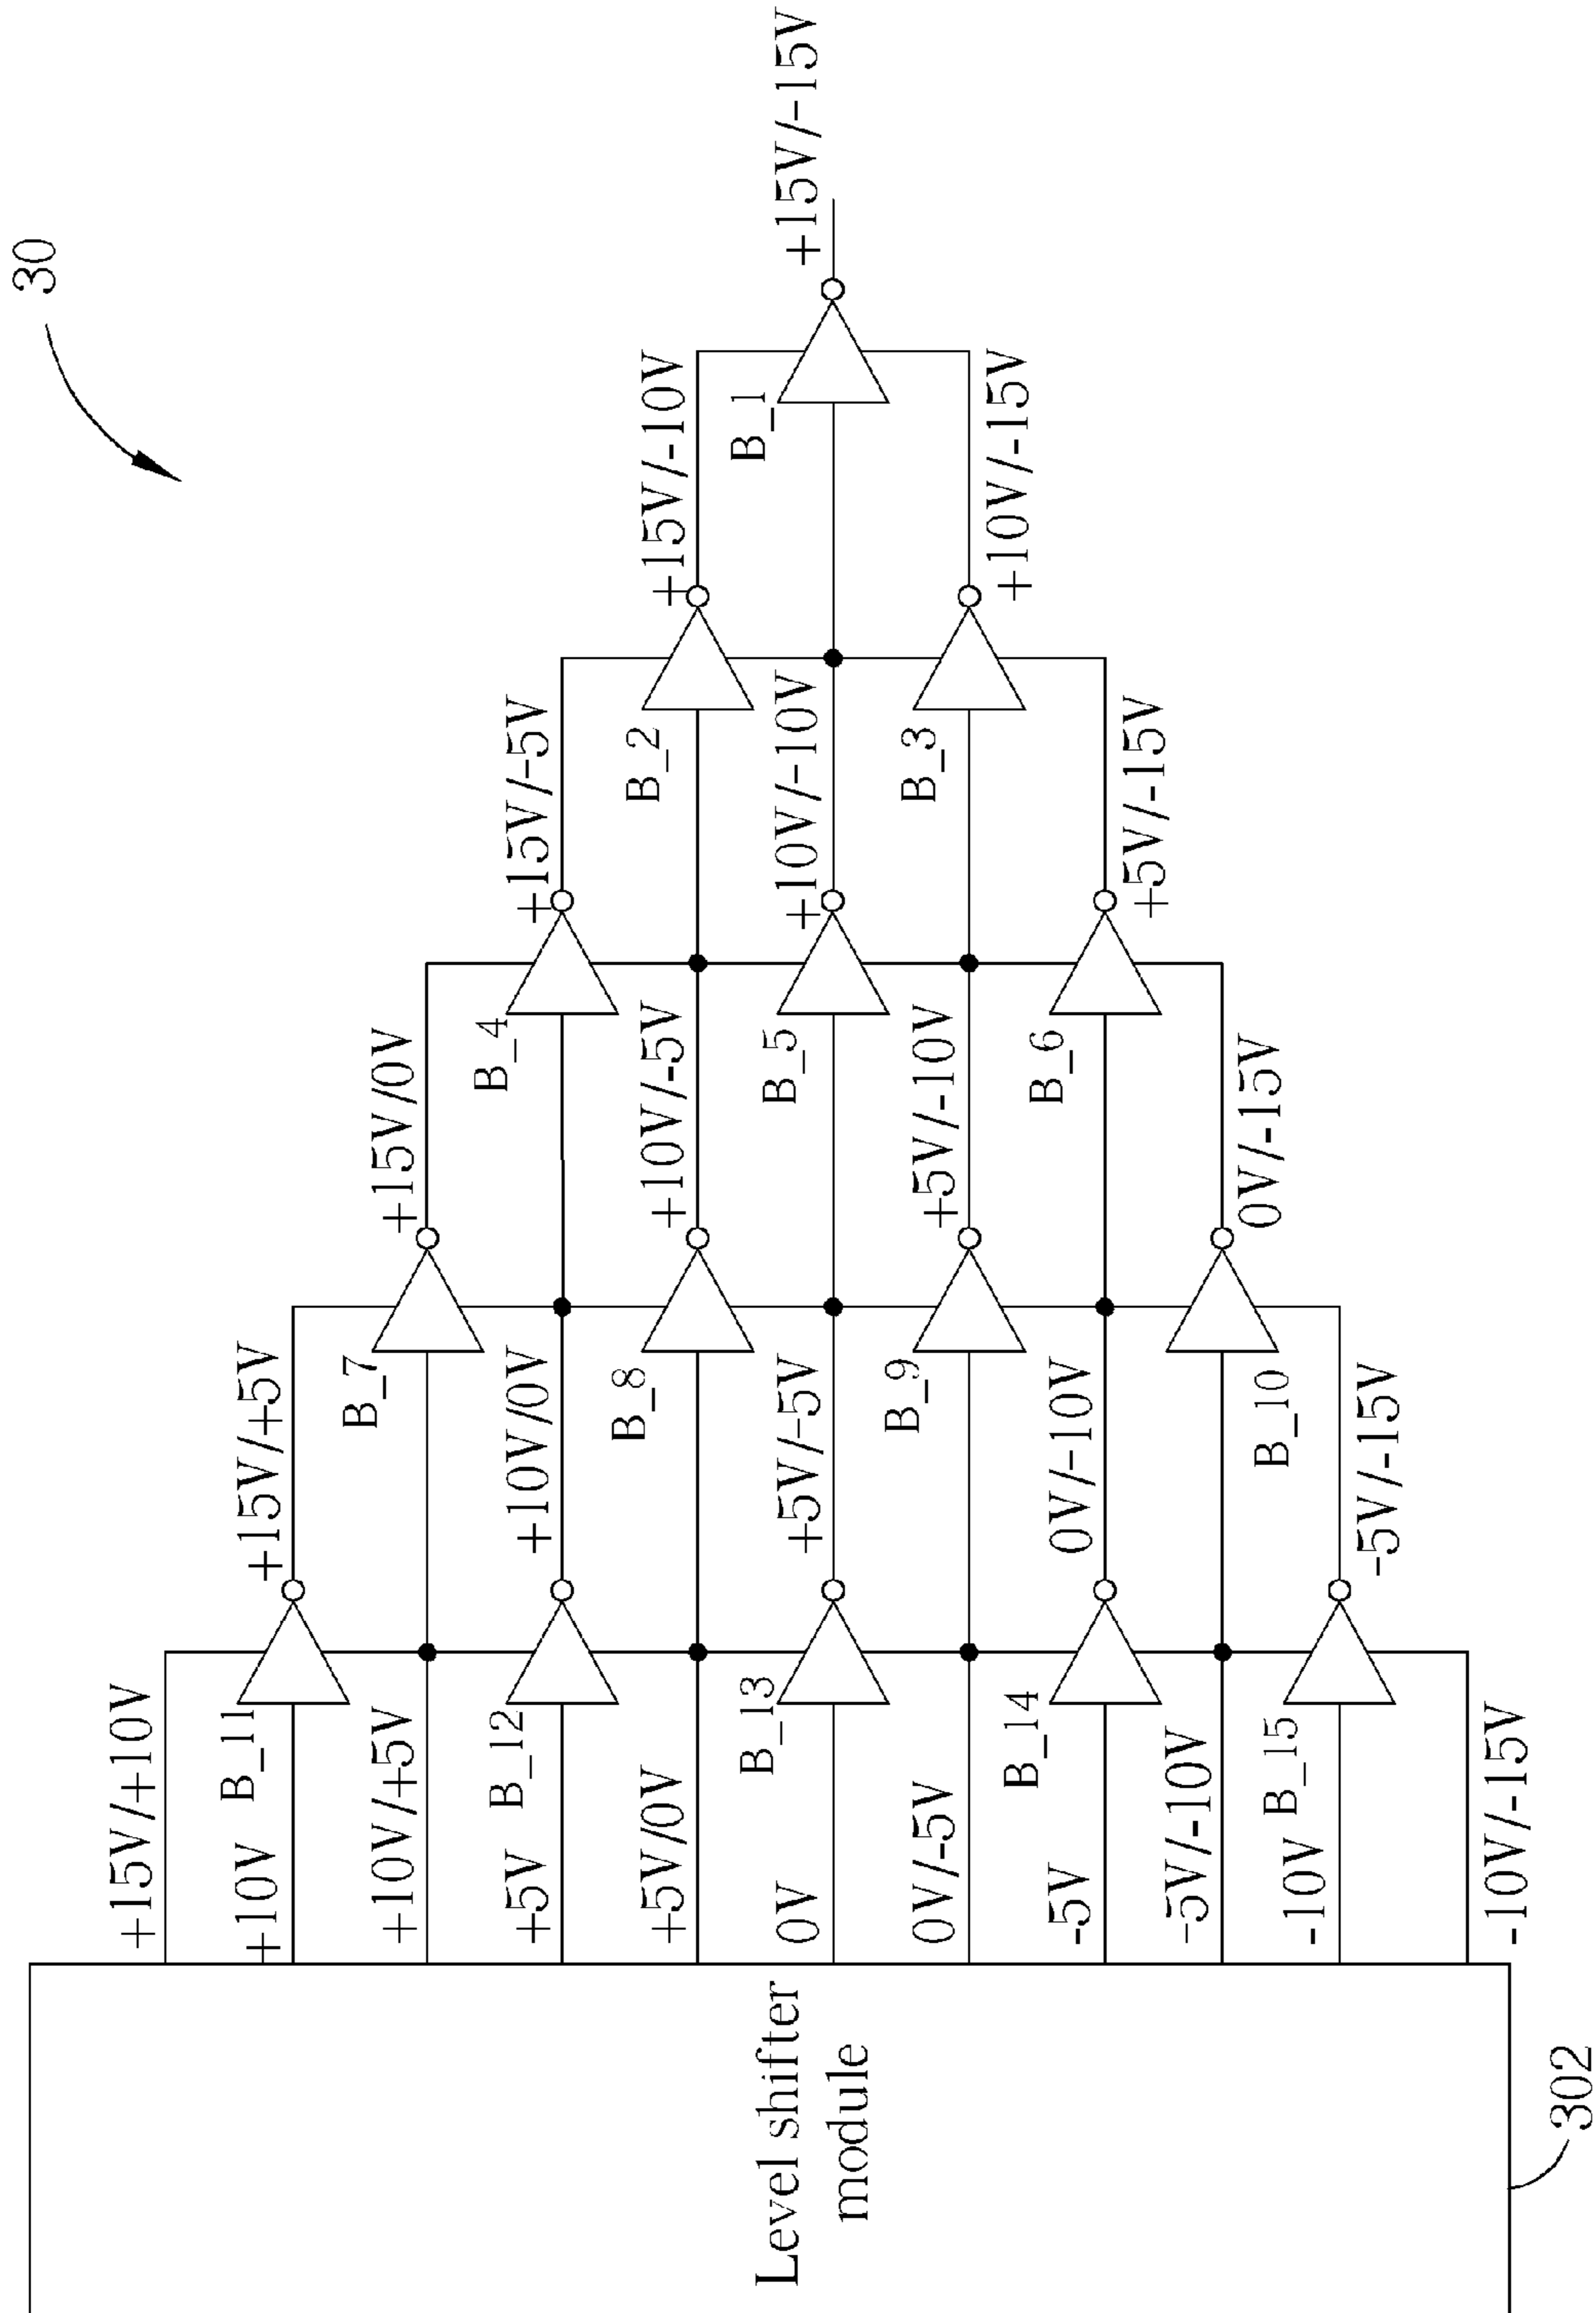 30
+15V/-15V
+15V/-10V
B_1
+10V/-15V
+15V/-5V
B_2
+10V/-10V
B_3
+5V/-15V
+15V/0V
B_4
+10V/-5V
B_5
+5V/-10V
B_6
0V/-15V
+15V/+5V
B_7
+10V/0V
B_8
+5V/-5V
B_9
0V/-10V
B_10
-5V/-15V
+15V/+10V
B_11
+10V
+10V/+5V
B_12
+5V
+5V/0V
B_13
0V
0V/-5V
B_14
-5V
-5V/-10V
B_15
-10V
-10V/-15V
Level shifter
module
302